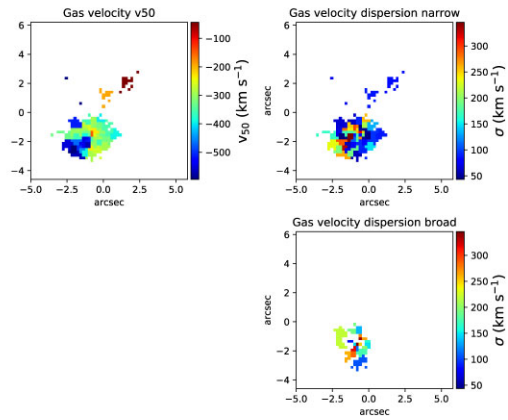 Gas velocity v50
6
4
2
0
−2
−4
−5.0 −2.5 0.0 2.5 5.0
arcsec
−100
−200
−300
−400
−500
v50 (km s−1)
Gas velocity dispersion narrow
arcsec
6
4
2
0
−2
−4
−5.0 −2.5 0.0 2.5 5.0
arcsec
300
250
200
150
100
50
σ (km s−1)
Gas velocity dispersion broad
arcsec
6
4
2
0
−2
−4
−5.0 −2.5 0.0 2.5 5.0
arcsec
300
250
200
150
100
50
σ (km s−1)